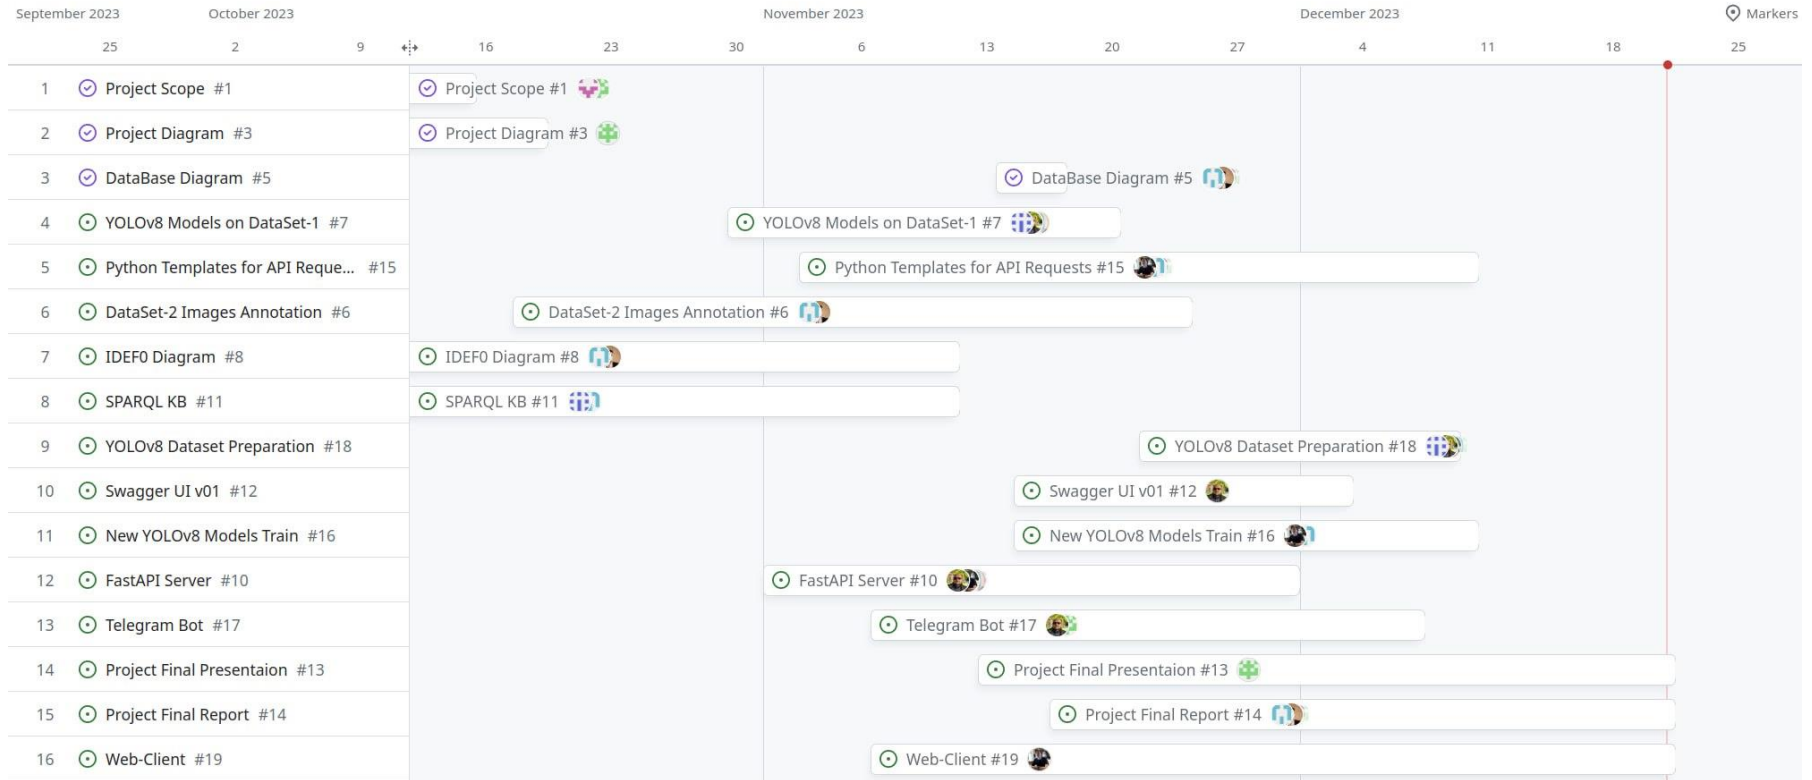 September 2023 October 2023 November 2023 December 2023 Markers
25 2 9 16 23 30 6 13 20 27 4 11 18 25
1 Project Scope #1 Project Scope #1
2 Project Diagram #3 Project Diagram #3
3 DataBase Diagram #5 DataBase Diagram #5
4 YOLOv8 Models on DataSet-1 #7 YOLOv8 Models on DataSet-1 #7
5 Python Templates for API Reque... #15 Python Templates for API Requests #15
6 DataSet-2 Images Annotation #6 DataSet-2 Images Annotation #6
7 IDEF0 Diagram #8 IDEF0 Diagram #8
8 SPARQL KB #11 SPARQL KB #11
9 YOLOv8 Dataset Preparation #18 YOLOv8 Dataset Preparation #18
10 Swagger UI v01 #12 Swagger UI v01 #12
11 New YOLOv8 Models Train #16 New YOLOv8 Models Train #16
12 FastAPI Server #10 FastAPI Server #10
13 Telegram Bot #17 Telegram Bot #17
14 Project Final Presentaion #13 Project Final Presentaion #13
15 Project Final Report #14 Project Final Report #14
16 Web-Client #19 Web-Client #19